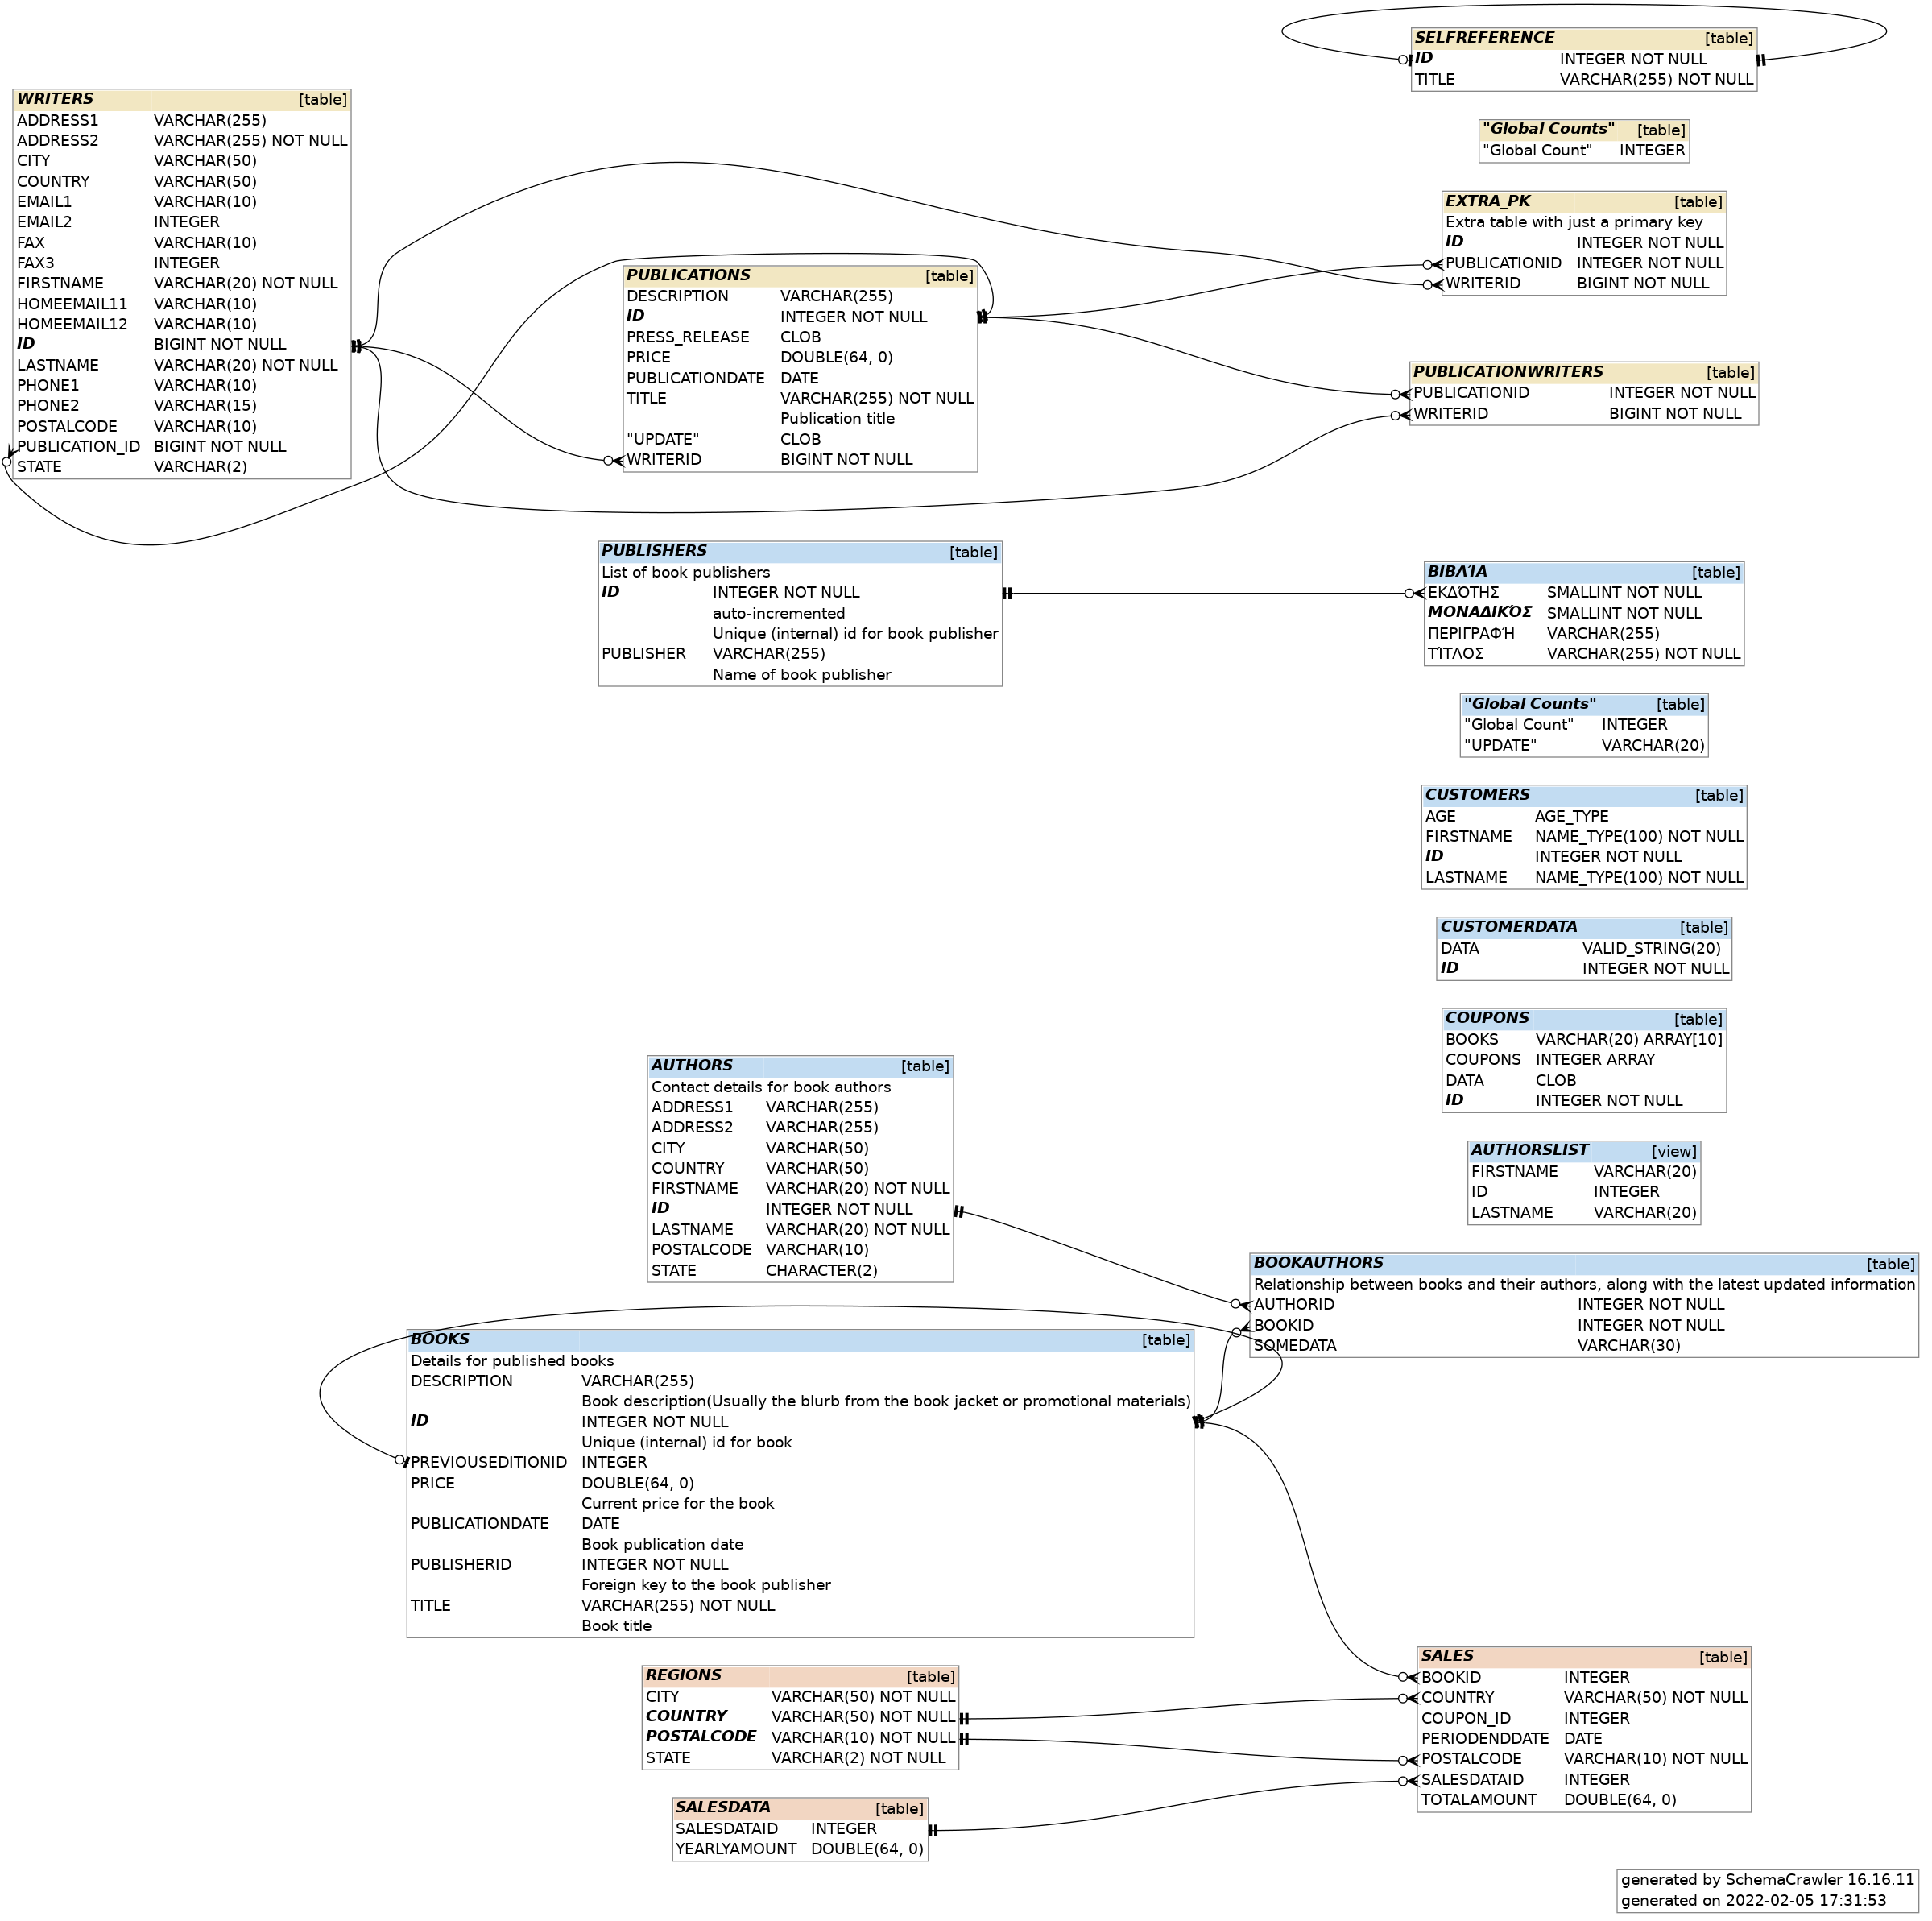 SELFREFERENCE [table]
ID INTEGER NOT NULL
TITLE VARCHAR(255) NOT NULL
WRITERS [table]
ADDRESS1 VARCHAR(255)
ADDRESS2 VARCHAR(255) NOT NULL
CITY VARCHAR(50)
COUNTRY VARCHAR(50)
EMAIL1 VARCHAR(10)
EMAIL2 INTEGER
FAX VARCHAR(10)
FAX3 INTEGER
FIRSTNAME VARCHAR(20) NOT NULL
HOMEEMAIL11 VARCHAR(10)
HOMEEMAIL12 VARCHAR(10)
ID BIGINT NOT NULL
LASTNAME VARCHAR(20) NOT NULL
PHONE1 VARCHAR(10)
PHONE2 VARCHAR(15)
POSTALCODE VARCHAR(10)
PUBLICATION_ID BIGINT NOT NULL
STATE VARCHAR(2)
"Global Counts" [table]
"Global Count" INTEGER
EXTRA_PK [table]
Extra table with just a primary key
ID INTEGER NOT NULL
PUBLICATIONID INTEGER NOT NULL
WRITERID BIGINT NOT NULL
PUBLICATIONS [table]
DESCRIPTION VARCHAR(255)
ID INTEGER NOT NULL
PRESS_RELEASE CLOB
PRICE DOUBLE(64, 0)
PUBLICATIONDATE DATE
TITLE VARCHAR(255) NOT NULL
Publication title
"UPDATE" CLOB
WRITERID BIGINT NOT NULL
PUBLICATIONWRITERS [table]
PUBLICATIONID INTEGER NOT NULL
WRITERID BIGINT NOT NULL
PUBLISHERS [table]
List of book publishers
ID INTEGER NOT NULL
auto-incremented
Unique (internal) id for book publisher
PUBLISHER VARCHAR(255)
Name of book publisher
ΒΙΒΛΊΑ [table]
ΕΚΔΌΤΗΣ SMALLINT NOT NULL
ΜΟΝΑΔΙΚΌΣ SMALLINT NOT NULL
ΠΕΡΙΓΡΑΦΉ VARCHAR(255)
ΤΊΤΛΟΣ VARCHAR(255) NOT NULL
"Global Counts" [table]
"Global Count" INTEGER
"UPDATE" VARCHAR(20)
CUSTOMERS [table]
AGE AGE_TYPE
FIRSTNAME NAME_TYPE(100) NOT NULL
ID INTEGER NOT NULL
LASTNAME NAME_TYPE(100) NOT NULL
CUSTOMERDATA [table]
DATA VALID_STRING(20)
ID INTEGER NOT NULL
COUPONS [table]
BOOKS VARCHAR(20) ARRAY[10]
COUPONS INTEGER ARRAY
DATA CLOB
ID INTEGER NOT NULL
AUTHORS [table]
Contact details for book authors
ADDRESS1 VARCHAR(255)
ADDRESS2 VARCHAR(255)
CITY VARCHAR(50)
COUNTRY VARCHAR(50)
FIRSTNAME VARCHAR(20) NOT NULL
ID INTEGER NOT NULL
LASTNAME VARCHAR(20) NOT NULL
POSTALCODE VARCHAR(10)
STATE CHARACTER(2)
AUTHORSLIST [view]
FIRSTNAME VARCHAR(20)
ID INTEGER
LASTNAME VARCHAR(20)
BOOKAUTHORS [table]
Relationship between books and their authors, along with the latest updated information
AUTHORID INTEGER NOT NULL
BOOKID INTEGER NOT NULL
SOMEDATA VARCHAR(30)
BOOKS [table]
Details for published books
DESCRIPTION VARCHAR(255)
Book description(Usually the blurb from the book jacket or promotional materials)
ID INTEGER NOT NULL
Unique (internal) id for book
PREVIOUSEDITIONID INTEGER
PRICE DOUBLE(64, 0)
Current price for the book
PUBLICATIONDATE DATE
Book publication date
PUBLISHERID INTEGER NOT NULL
Foreign key to the book publisher
TITLE VARCHAR(255) NOT NULL
Book title
REGIONS [table]
CITY VARCHAR(50) NOT NULL
COUNTRY VARCHAR(50) NOT NULL
POSTALCODE VARCHAR(10) NOT NULL
STATE VARCHAR(2) NOT NULL
SALES [table]
BOOKID INTEGER
COUNTRY VARCHAR(50) NOT NULL
COUPON_ID INTEGER
PERIODENDDATE DATE
POSTALCODE VARCHAR(10) NOT NULL
SALESDATAID INTEGER
TOTALAMOUNT DOUBLE(64, 0)
SALESDATA [table]
SALESDATAID INTEGER
YEARLYAMOUNT DOUBLE(64, 0)
generated by SchemaCrawler 16.16.11
generated on 2022-02-05 17:31:53